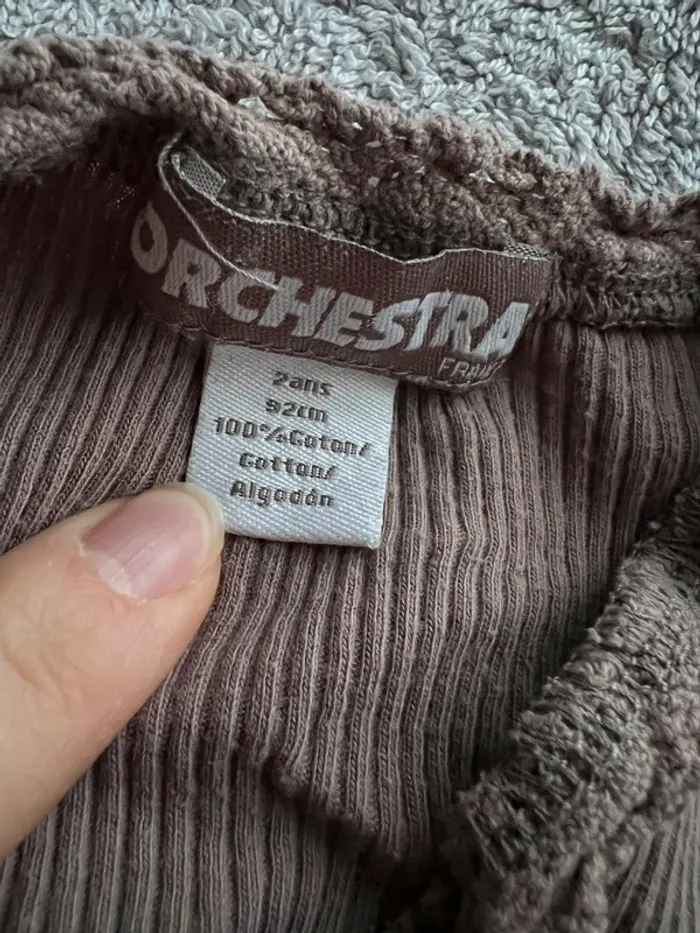 ORCHESTRA
2ans
92cm
100%Coton/
Cotton/
Algodón